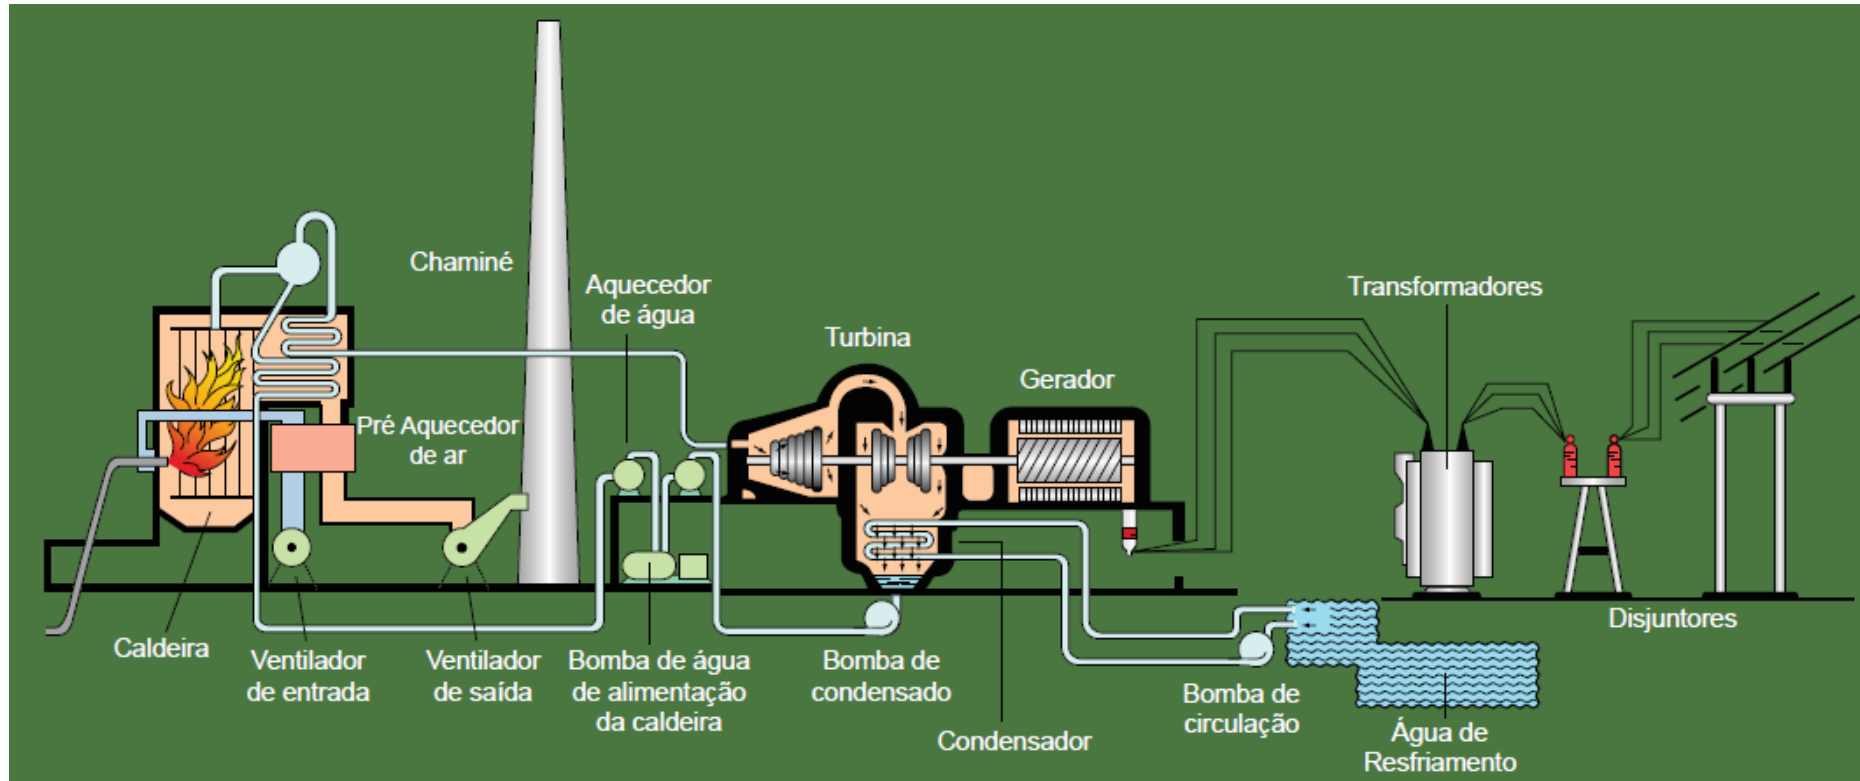 Chaminé
Aquecedor
de água
Turbina
Gerador
Transformadores
Pré Aquecedor
de ar
Caldeira
Ventilador
de entrada
Ventilador
de saída
Bomba de água
de alimentação
da caldeira
Bomba de
condensado
Condensador
Bomba de
circulação
Água de
Resfriamento
Disjuntores